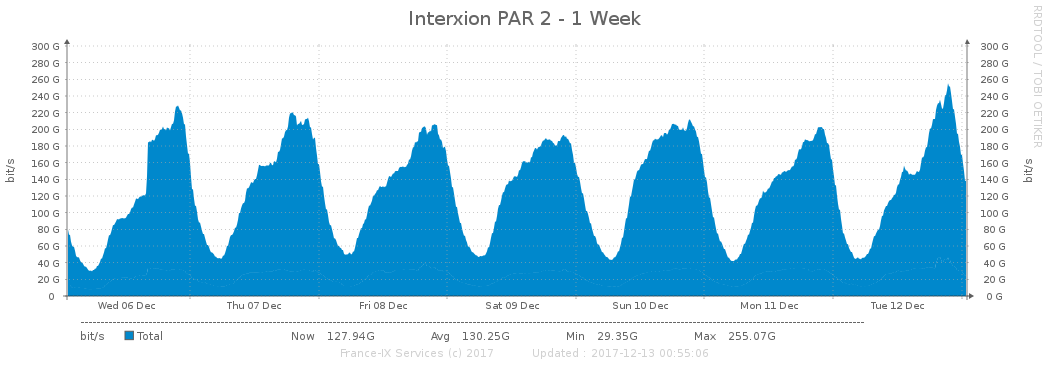 Interxion PAR 2 - 1 Week
RRDTOOL / TOBI OETIKER
300 G 300 G
280 G 280 G
260 G 260 G
240 G 240 G
220 G 220 G
200 G 200 G
180 G 180 G
160 G 160 G
140 G 140 G
120 G 120 G
100 G 100 G
80 G 80 G
60 G 60 G
40 G 40 G
20 G 20 G
0 0 G
bit/s
bit/s
Wed 06 Dec Thu 07 Dec Fri 08 Dec Sat 09 Dec Sun 10 Dec Mon 11 Dec Tue 12 Dec
bit/s Total Now 127.94G Avg 130.25G Min 29.35G Max 255.07G
France-IX Services (c) 2017 Updated : 2017-12-13 00:55:06